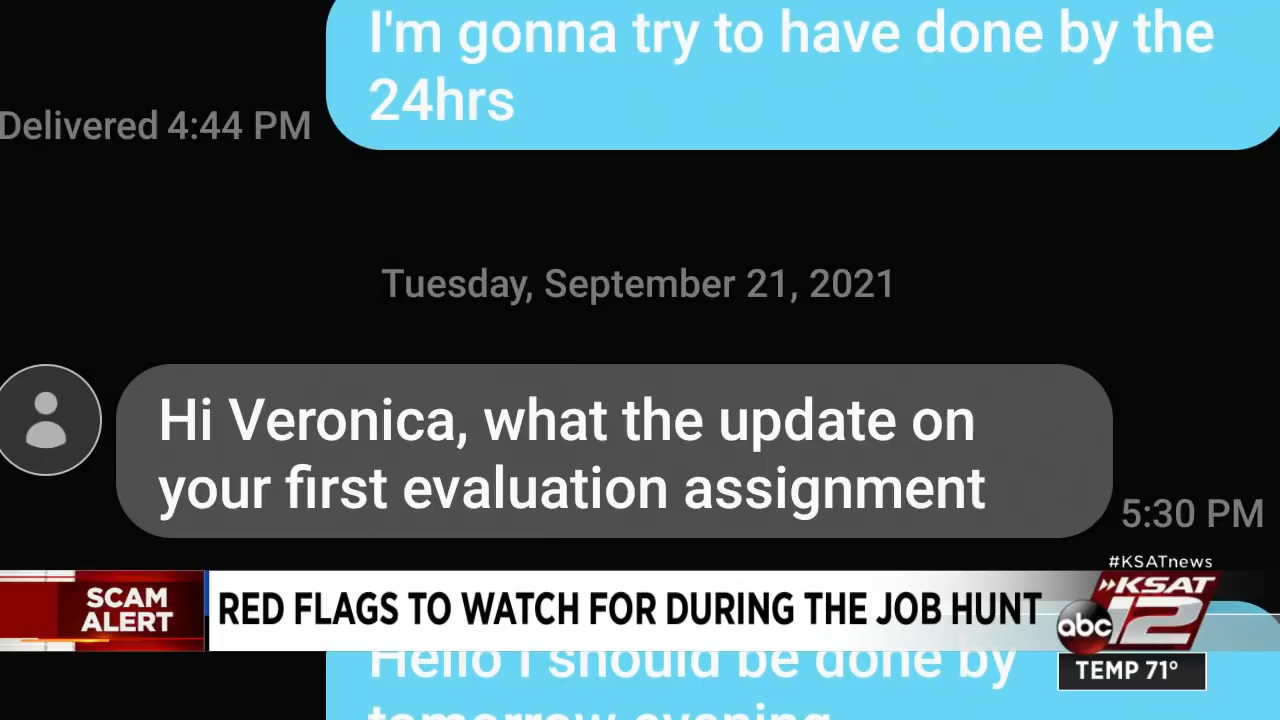 I'm gonna try to have done by the
24hrs
Delivered 4:44 PM
Tuesday, September 21, 2021
Hi Veronica, what the update on
your first evaluation assignment
5:30 PM
#KSATnews
SCAM
ALERT
RED FLAGS TO WATCH FOR DURING THE JOB HUNT
KSAT
abc 12
TEMP 71°
Hello I should be done by
tomorrow evening